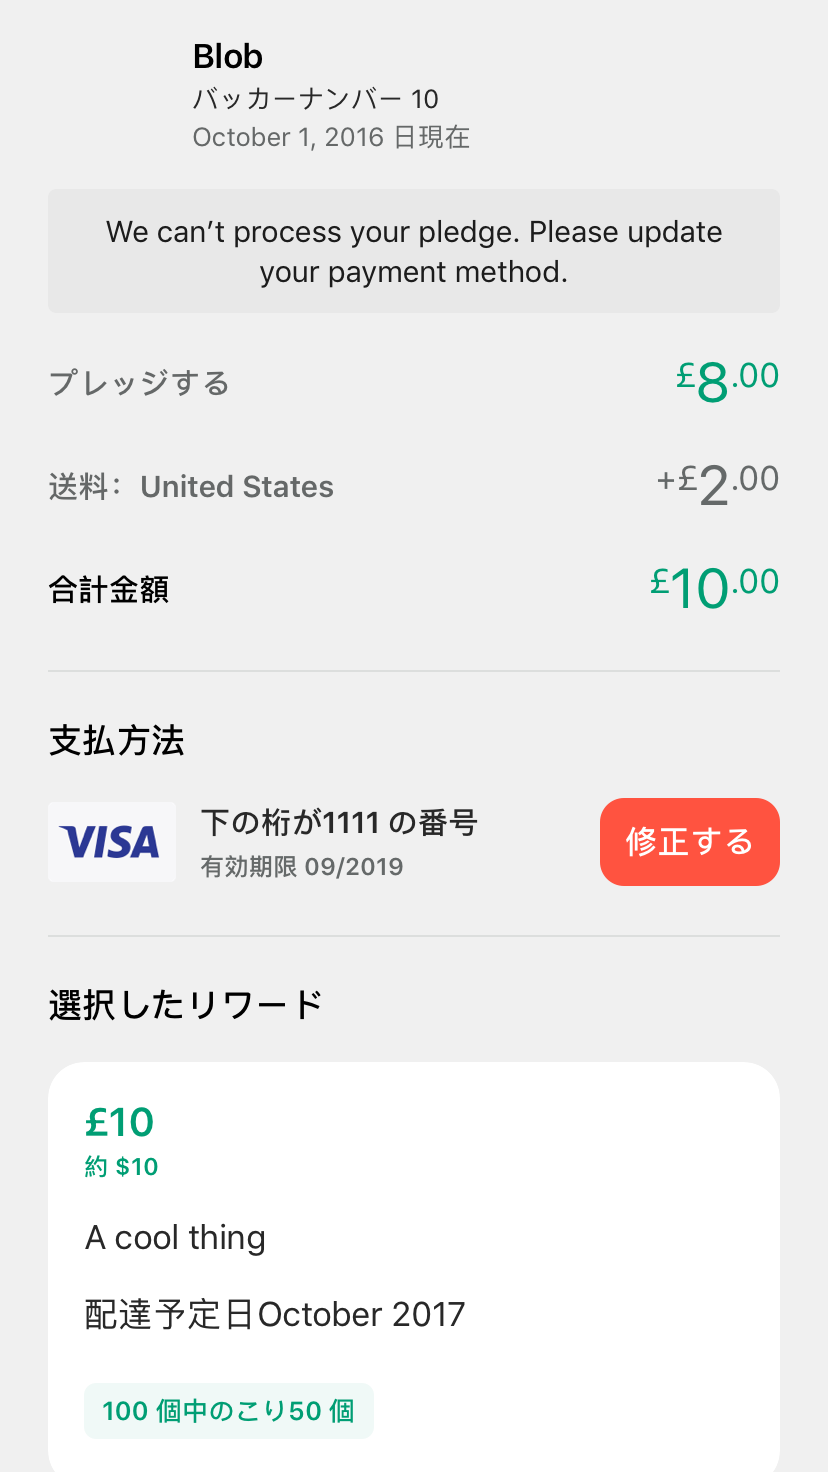 Blob
バッカーナンバー 10
October 1, 2016 日現在
We can’t process your pledge. Please update
your payment method.
プレッジする
£8.00
送料： United States
+£2.00
合計金額
£10.00
支払方法
VISA
下の桁が1111 の番号
有効期限 09/2019
修正する
選択したリワード
£10
約 $10
A cool thing
配達予定日October 2017
100 個中のこり50 個